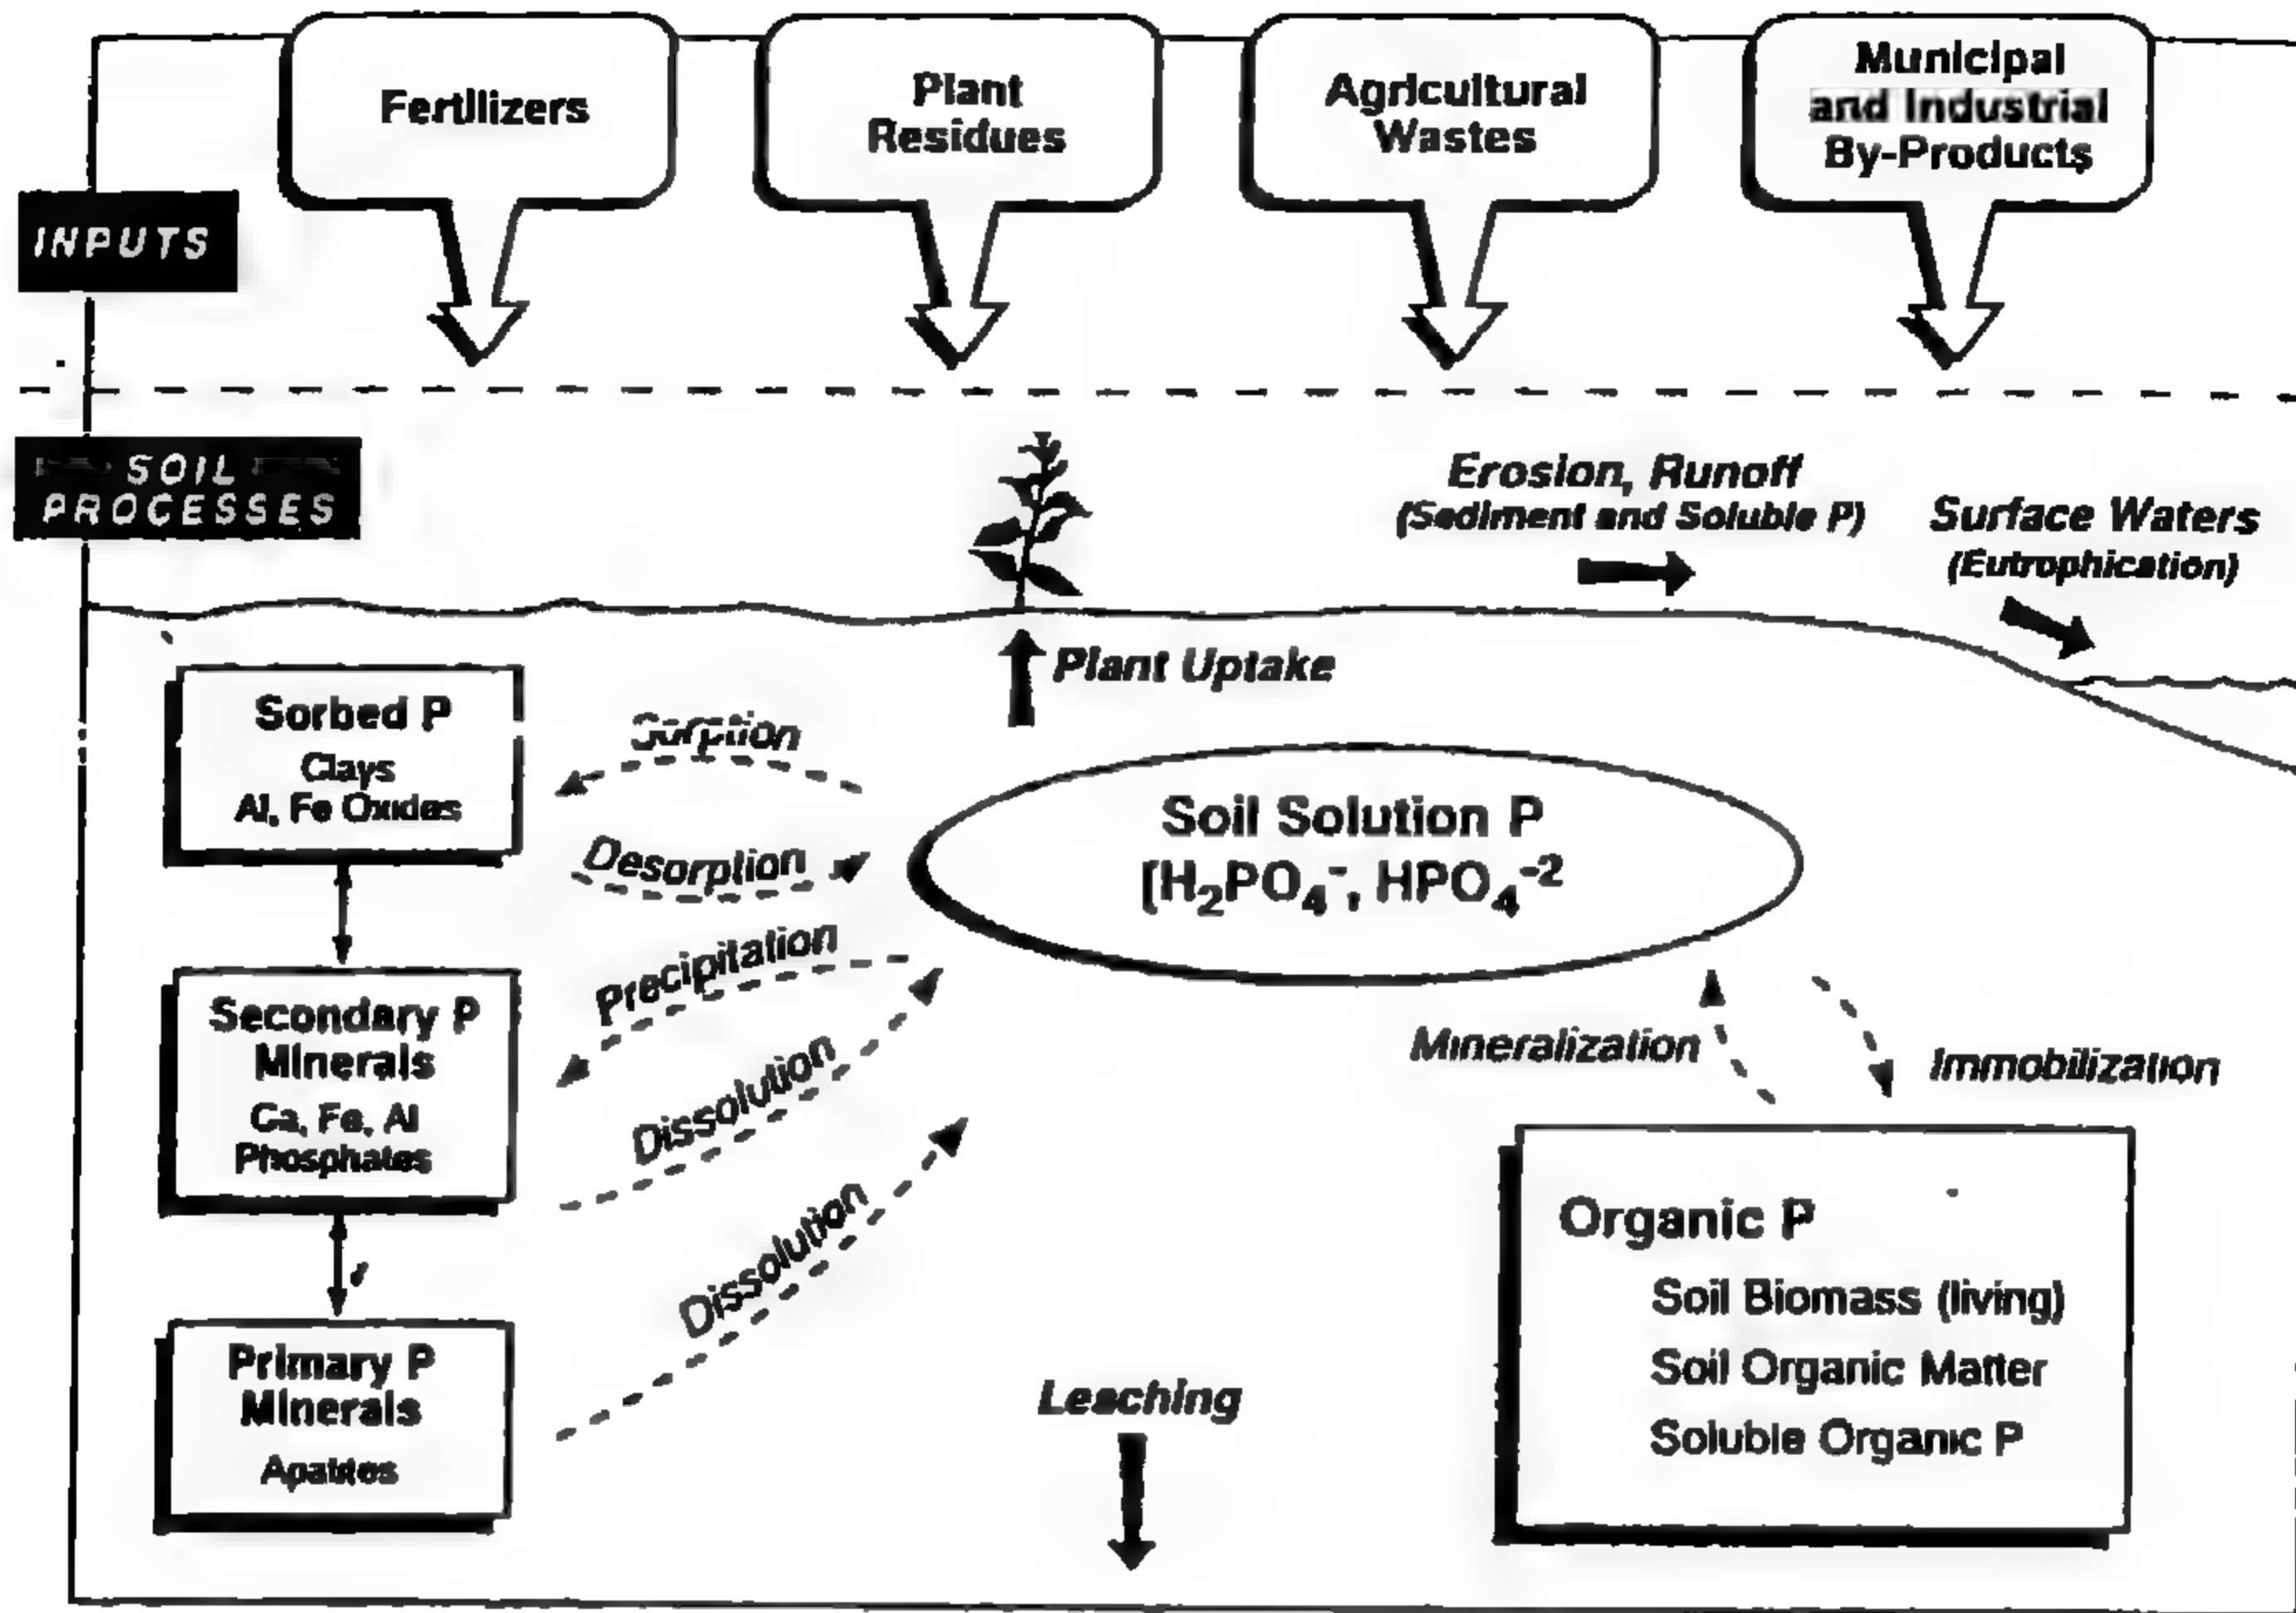 Fertilizers
Plant
Residues
Agricultural
Wastes
Municipal
and Industrial
By-Products
INPUTS
SOIL
PROCESSES
Erosion, Runoff
(Sediment and Soluble P)
Surface Waters
(Eutrophication)
Plant Uptake
Sorbed P
Clays
Al, Fe Oxides
Sorption
Desorption
Soil Solution P
[H₂PO₄⁻, HPO₄⁻²
Precipitation
Secondary P
Minerals
Ca, Fe, Al
Phosphates
Dissolution
Mineralization
Immobilization
Dissolution
Primary P
Minerals
Apatites
Leaching
Organic P
Soil Biomass (living)
Soil Organic Matter
Soluble Organic P